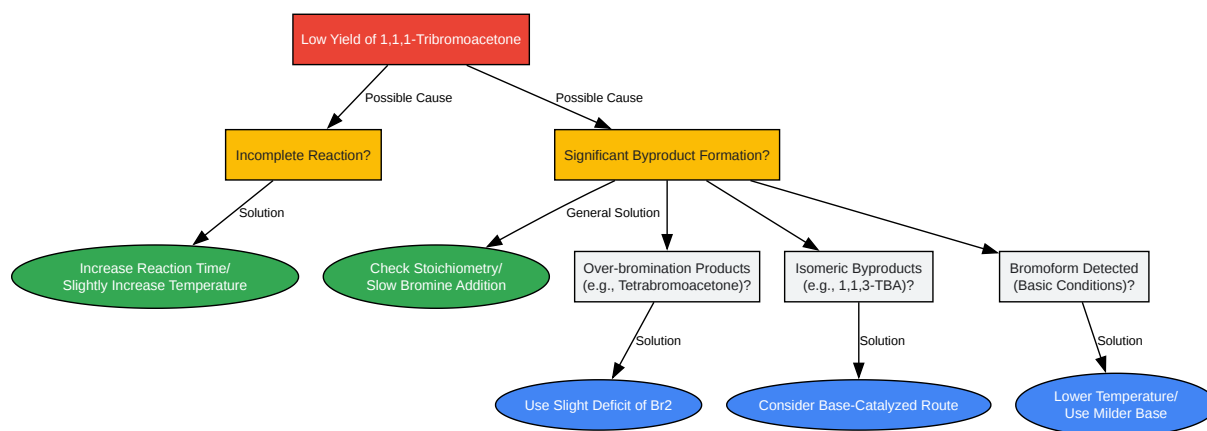 Low Yield of 1,1,1-Tribromoacetone
Possible Cause
Possible Cause
Incomplete Reaction?
Significant Byproduct Formation?
Solution
General Solution
Increase Reaction Time/
Slightly Increase Temperature
Check Stoichiometry/
Slow Bromine Addition
Over-bromination Products
(e.g., Tetrabromoacetone)?
Isomeric Byproducts
(e.g., 1,1,3-TBA)?
Bromoform Detected
(Basic Conditions)?
Solution
Solution
Solution
Use Slight Deficit of Br2
Consider Base-Catalyzed Route
Lower Temperature/
Use Milder Base